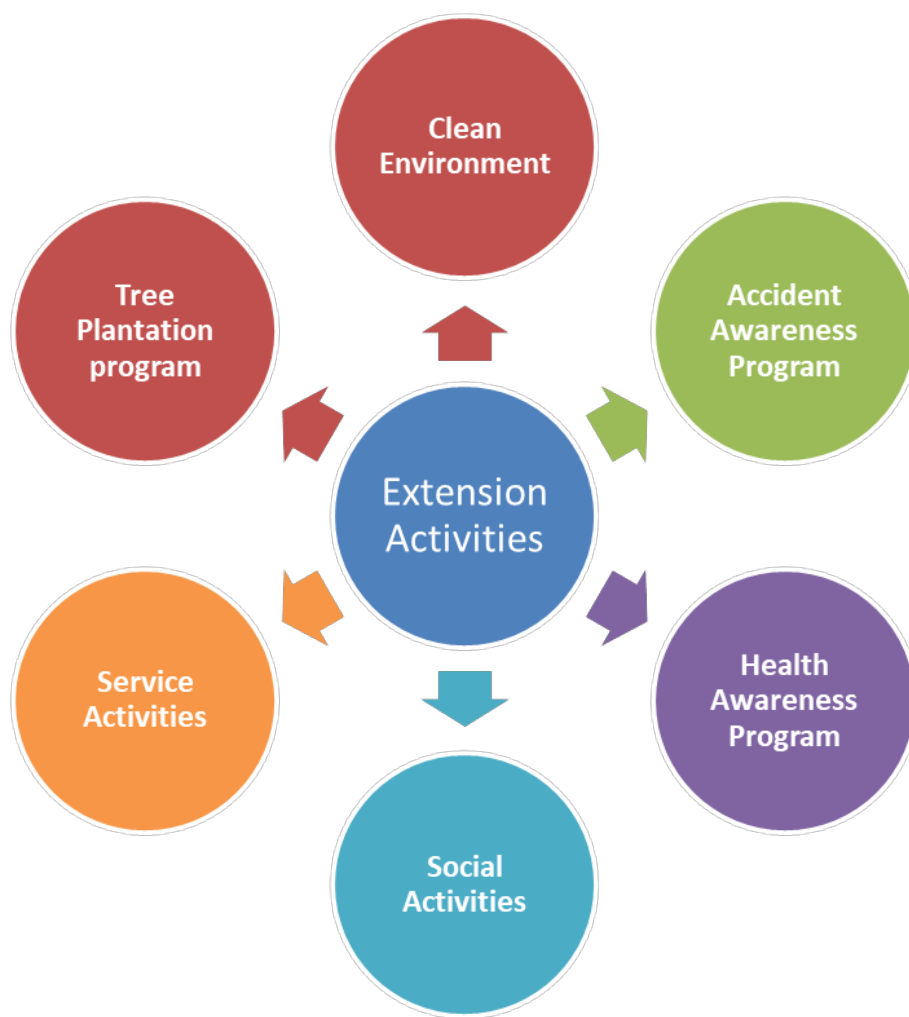 Clean
Environment
Tree
Plantation
program
Accident
Awareness
Program
Extension
Activities
Service
Activities
Health
Awareness
Program
Social
Activities